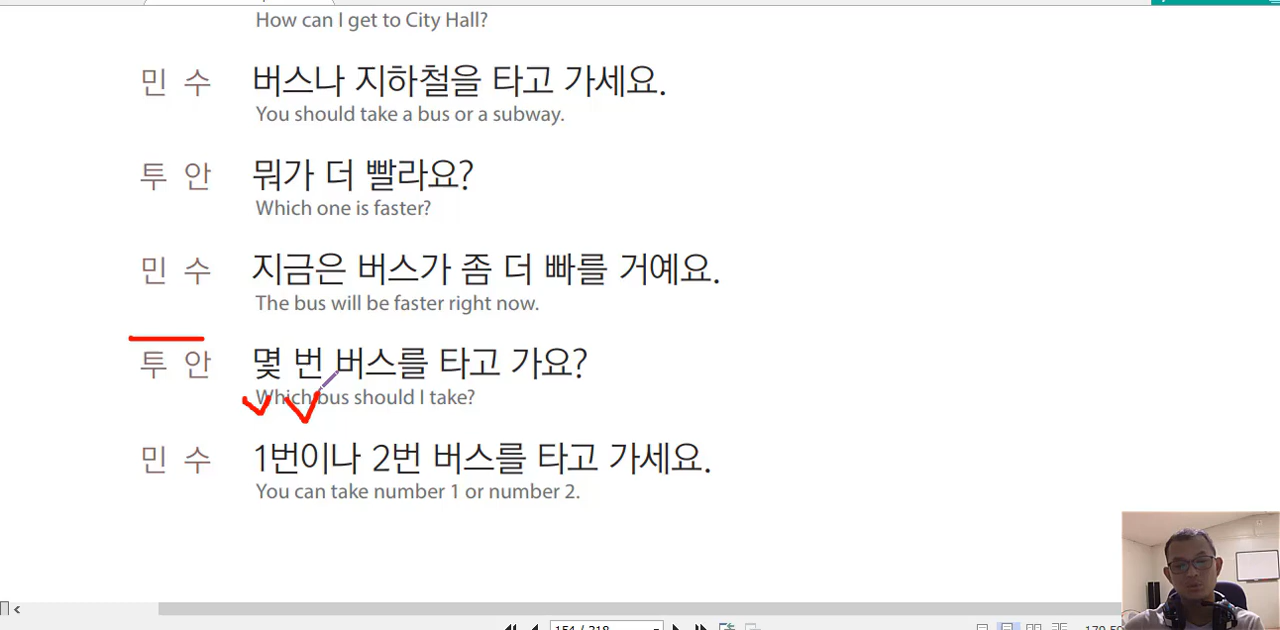 How can I get to City Hall?
민 수 버스나 지하철을 타고 가세요.
You should take a bus or a subway.
투 안 뭐가 더 빨라요?
Which one is faster?
민 수 지금은 버스가 좀 더 빠를 거예요.
The bus will be faster right now.
투 안 몇 번 버스를 타고 가요?
Which bus should I take?
민 수 1번이나 2번 버스를 타고 가세요.
You can take number 1 or number 2.
154 / 218